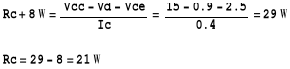 Rc + 8 W = (Vcc - Vd - Vce) / Ic = (15 - 0.9 - 2.5) / 0.4 = 29 W
Rc = 29 - 8 = 21 W